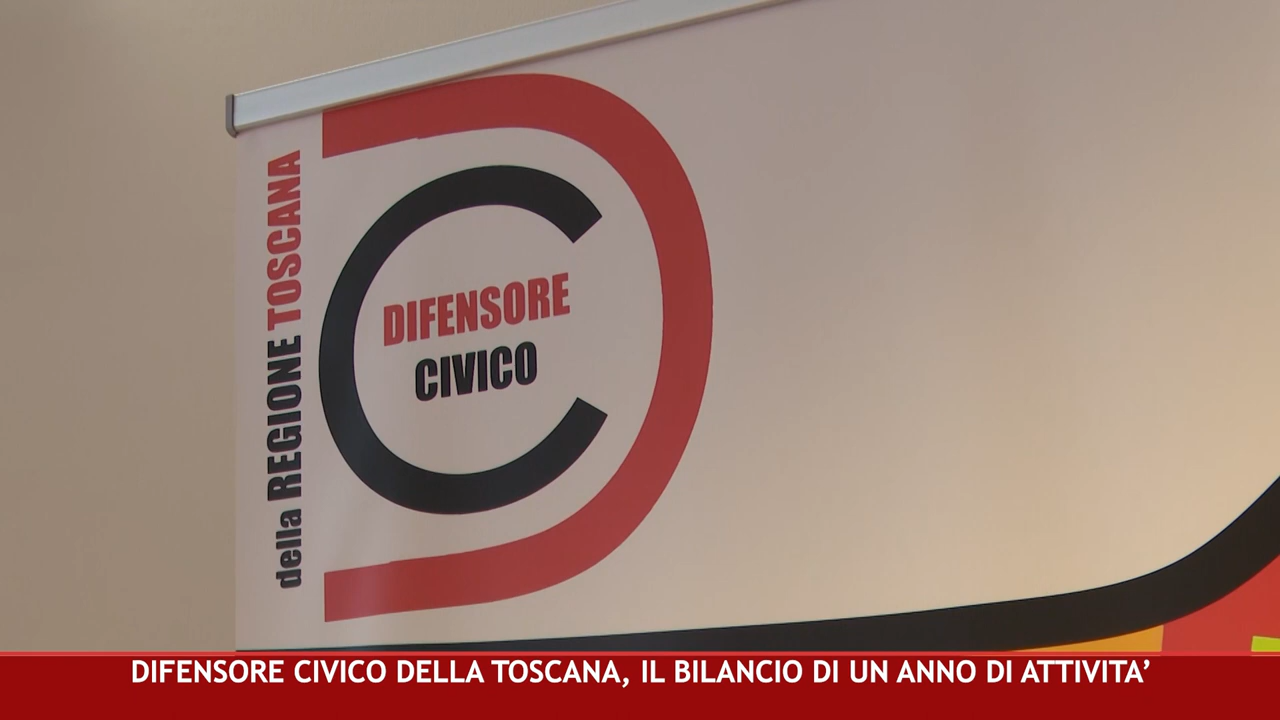 della REGIONE TOSCANA
DIFENSORE
CIVICO
DIFENSORE CIVICO DELLA TOSCANA, IL BILANCIO DI UN ANNO DI ATTIVITA’